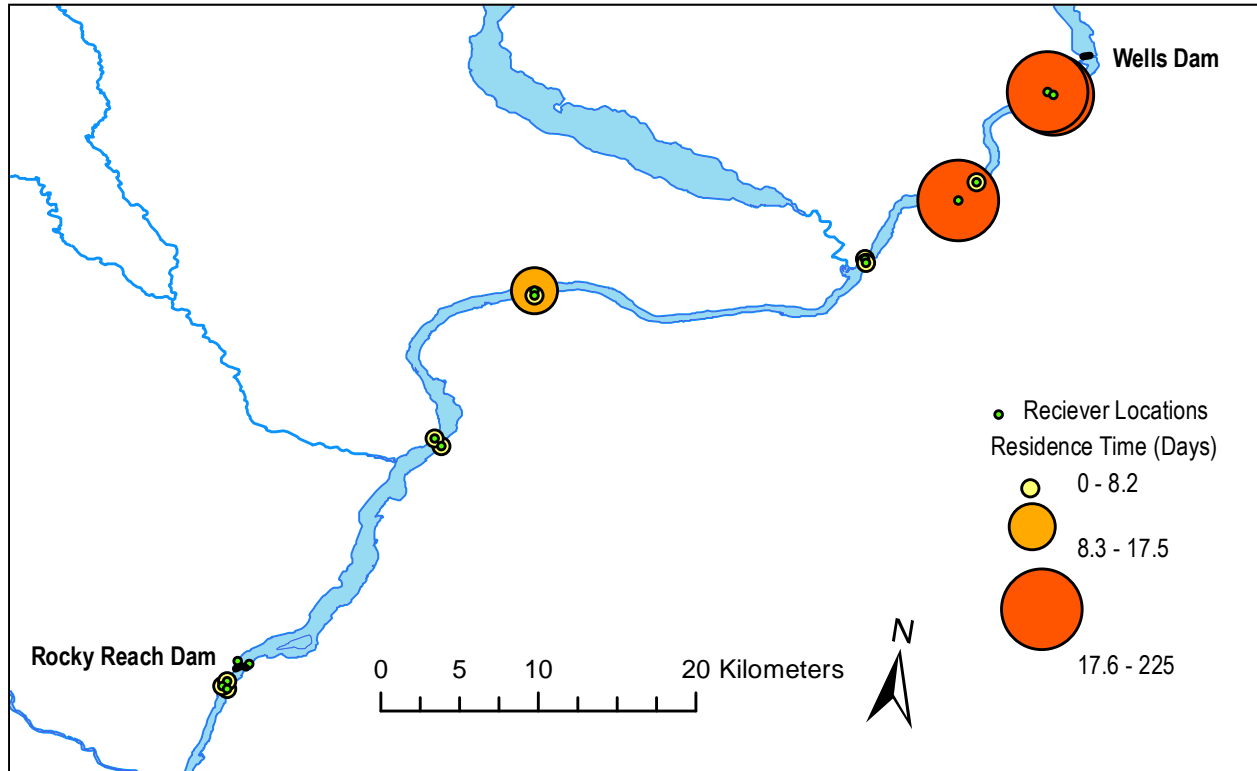 Wells Dam
Reciever Locations
Residence Time (Days)
0 - 8.2
8.3 - 17.5
17.6 - 225
Rocky Reach Dam
0 5 10 20 Kilometers
N